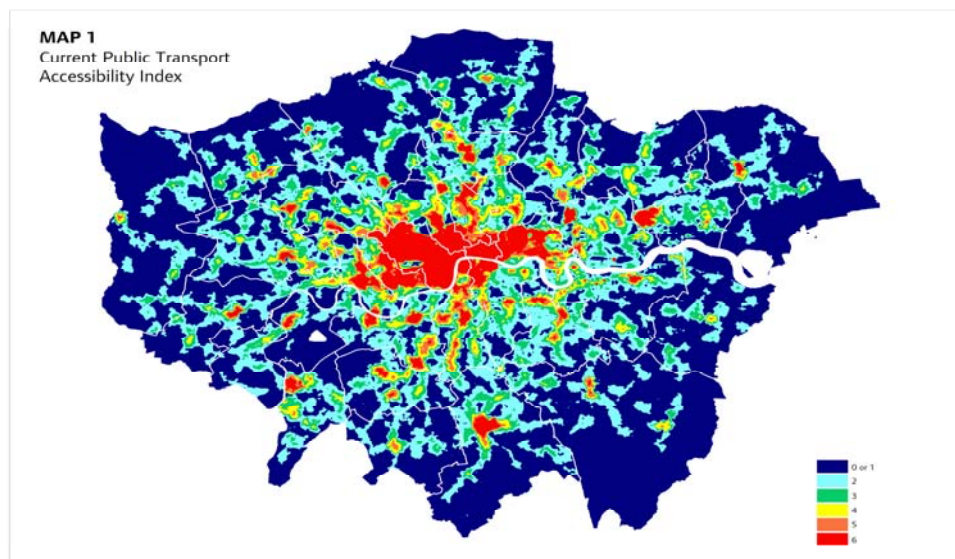 MAP 1
Current Public Transport
Accessibility Index
0 or 1
2
3
4
5
6